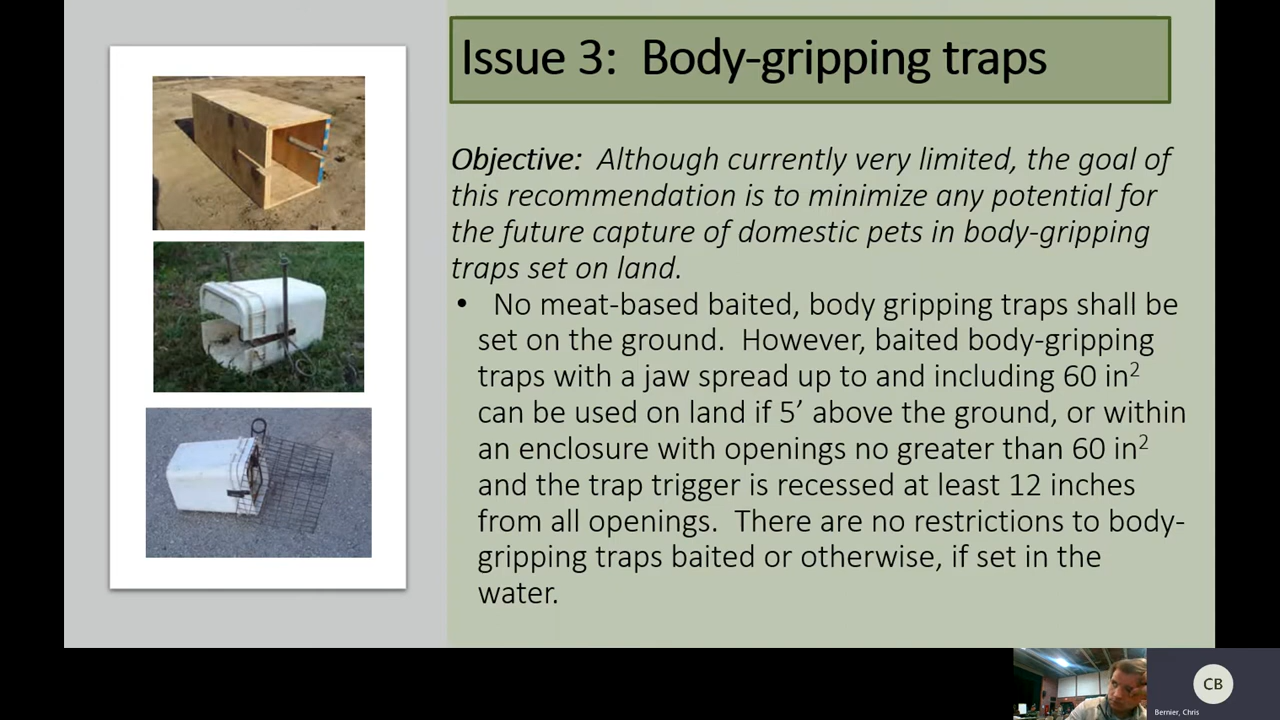 Issue 3: Body-gripping traps
Objective: Although currently very limited, the goal of
this recommendation is to minimize any potential for
the future capture of domestic pets in body-gripping
traps set on land.
• No meat-based baited, body gripping traps shall be
set on the ground. However, baited body-gripping
traps with a jaw spread up to and including 60 in²
can be used on land if 5’ above the ground, or within
an enclosure with openings no greater than 60 in²
and the trap trigger is recessed at least 12 inches
from all openings. There are no restrictions to body-
gripping traps baited or otherwise, if set in the
water.
CB
Bernier, Chris